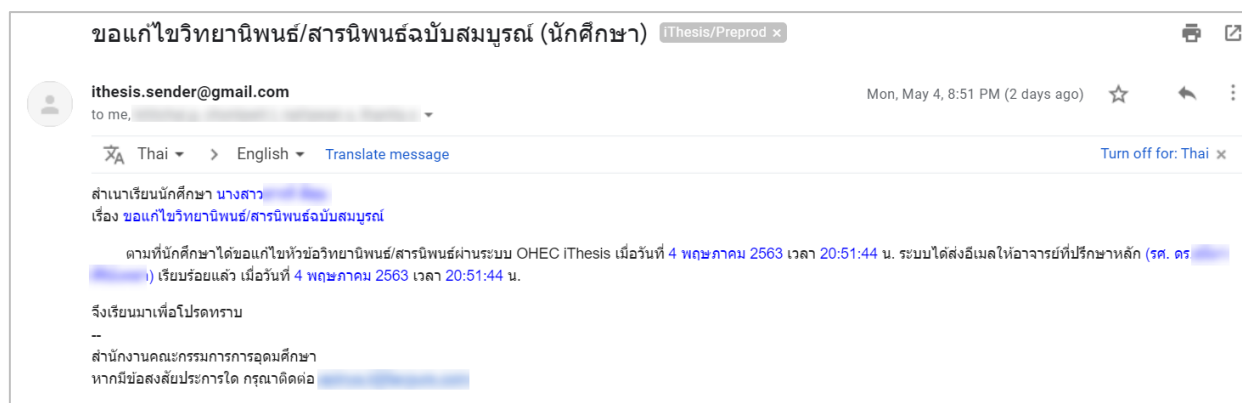 ขอแก้ไขวิทยานิพนธ์/สารนิพนธ์ฉบับสมบูรณ์ (นักศึกษา) iThesis/Preprod x
ithesis.sender@gmail.com
Mon, May 4, 8:51 PM (2 days ago)
to me,
Thai > English Translate message
Turn off for: Thai x
สำเนาเรียนนักศึกษา นางสาว
เรื่อง ขอแก้ไขวิทยานิพนธ์/สารนิพนธ์ฉบับสมบูรณ์
ตามที่นักศึกษาได้ขอแก้ไขหัวข้อวิทยานิพนธ์/สารนิพนธ์ผ่านระบบ OHEC iThesis เมื่อวันที่ 4 พฤษภาคม 2563 เวลา 20:51:44 น. ระบบได้ส่งอีเมลให้อาจารย์ที่ปรึกษาหลัก (รศ. ดร
) เรียบร้อยแล้ว เมื่อวันที่ 4 พฤษภาคม 2563 เวลา 20:51:44 น.
จึงเรียนมาเพื่อโปรดทราบ
--
สำนักงานคณะกรรมการการอุดมศึกษา
หากมีข้อสงสัยประการใด กรุณาติดต่อ